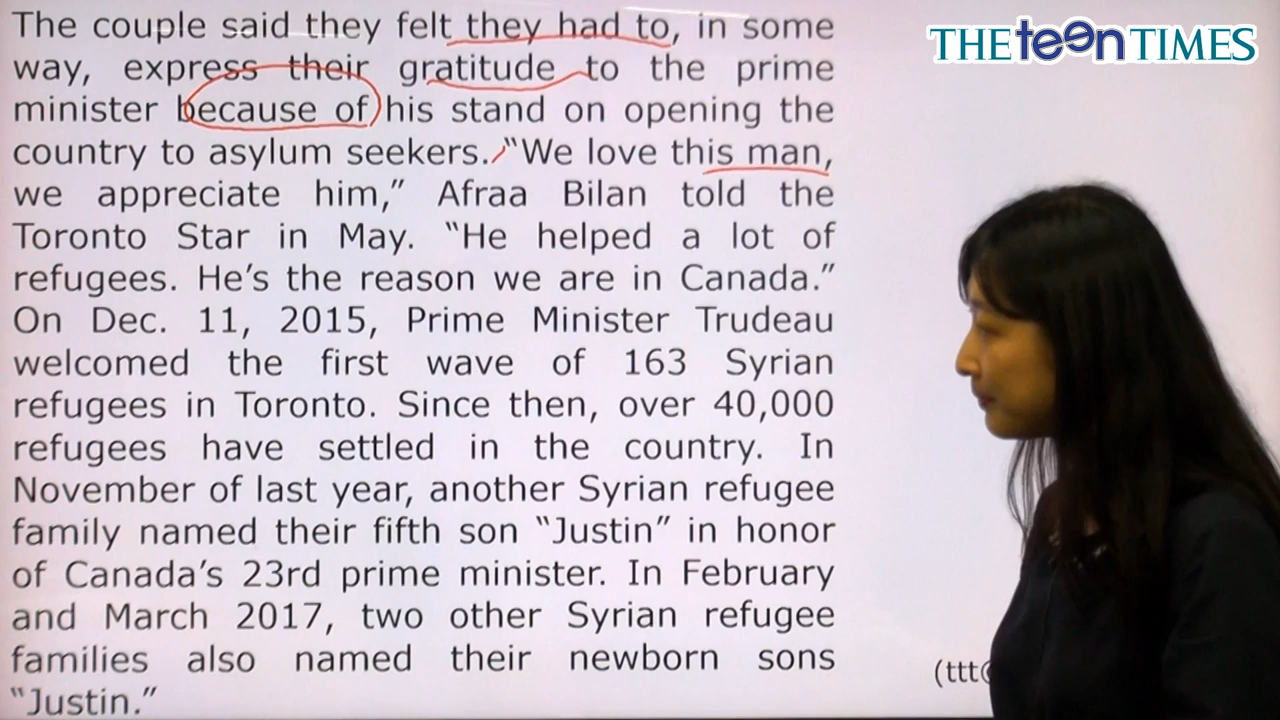 The couple said they felt they had to, in some
way, express their gratitude to the prime
minister because of his stand on opening the
country to asylum seekers. “We love this man,
we appreciate him,” Afraa Bilan told the
Toronto Star in May. “He helped a lot of
refugees. He’s the reason we are in Canada.”
On Dec. 11, 2015, Prime Minister Trudeau
welcomed the first wave of 163 Syrian
refugees in Toronto. Since then, over 40,000
refugees have settled in the country. In
November of last year, another Syrian refugee
family named their fifth son “Justin” in honor
of Canada’s 23rd prime minister. In February
and March 2017, two other Syrian refugee
families also named their newborn sons
“Justin.”
THE teen TIMES
(ttt@